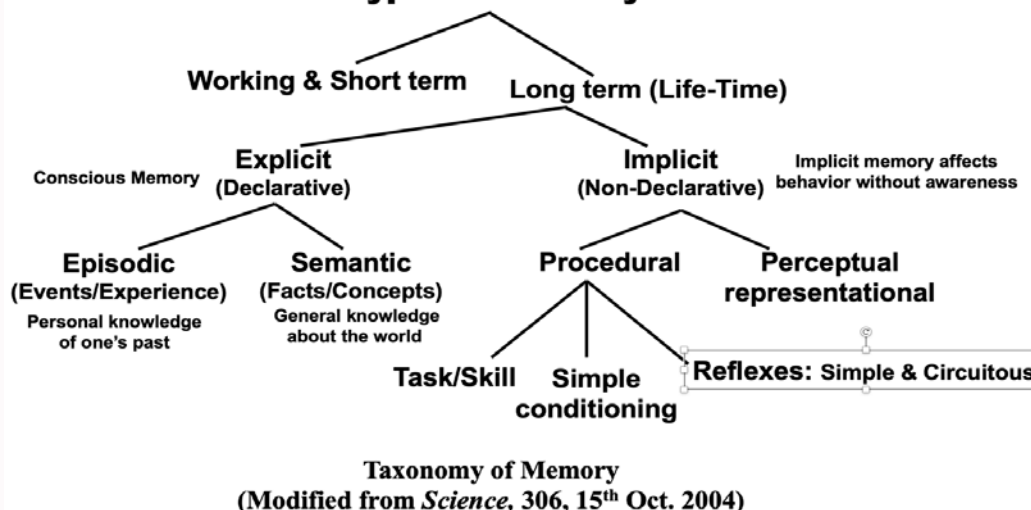 Working & Short term
Long term (Life-Time)
Conscious Memory
Explicit
(Declarative)
Implicit
(Non-Declarative)
Implicit memory affects
behavior without awareness
Episodic
(Events/Experience)
Personal knowledge
of one's past
Semantic
(Facts/Concepts)
General knowledge
about the world
Procedural
Perceptual
representational
Task/Skill
Simple
conditioning
Reflexes: Simple & Circuitous
Taxonomy of Memory
(Modified from Science, 306, 15th Oct. 2004)